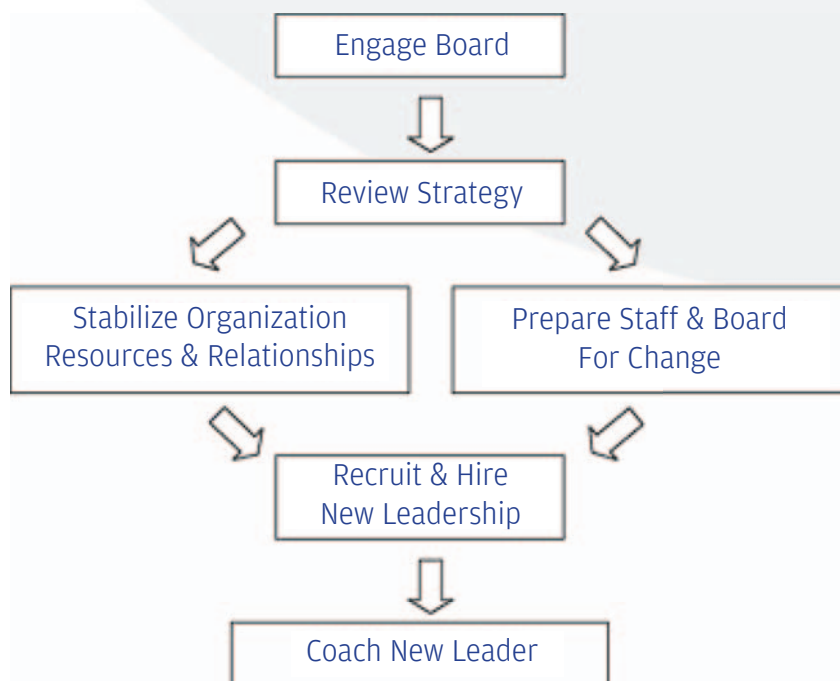 Engage Board
Review Strategy
Stabilize Organization
Resources & Relationships
Prepare Staff & Board
For Change
Recruit & Hire
New Leadership
Coach New Leader